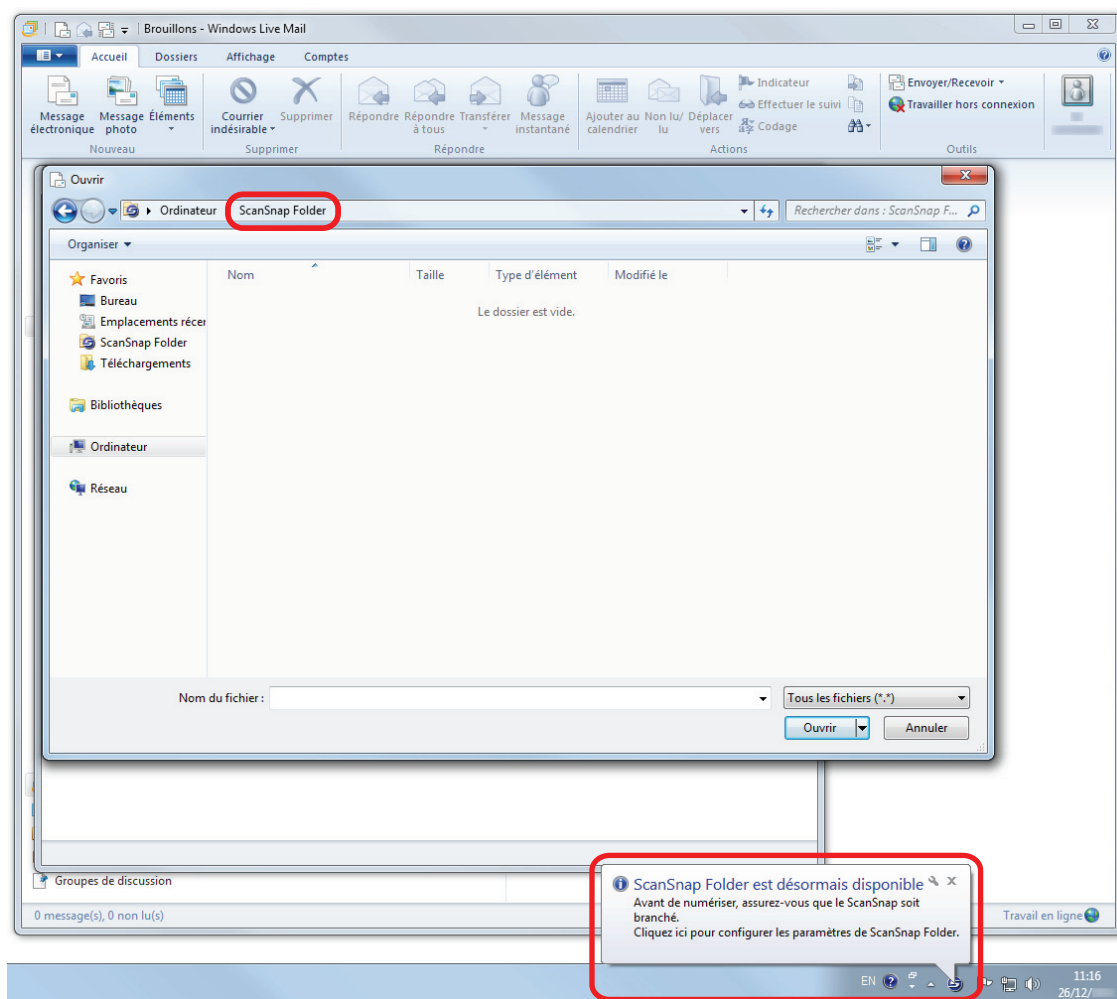 Brouillons - Windows Live Mail
Accueil Dossiers Affichage Comptes
Message électronique
Message photo
Éléments
Nouveau
Courrier indésirable
Supprimer
Supprimer
Répondre
Répondre à tous
Transférer
Message instantané
Répondre
Ajouter au calendrier
Non lu/ lu
Déplacer vers
Indicateur
Effectuer le suivi
Codage
Actions
Envoyer/Recevoir
Travailler hors connexion
Outils
Ouvrir
Ordinateur ScanSnap Folder
Rechercher dans : ScanSnap F...
Organiser
Nom Taille Type d'élément Modifié le
Le dossier est vide.
Favoris
Bureau
Emplacements récer
ScanSnap Folder
Téléchargements
Bibliothèques
Ordinateur
Réseau
Nom du fichier :
Tous les fichiers (*.*)
Ouvrir Annuler
Groupes de discussion
0 message(s), 0 non lu(s)
Travail en ligne
ScanSnap Folder est désormais disponible
Avant de numériser, assurez-vous que le ScanSnap soit
branché.
Cliquez ici pour configurer les paramètres de ScanSnap Folder.
EN
11:16
26/12/